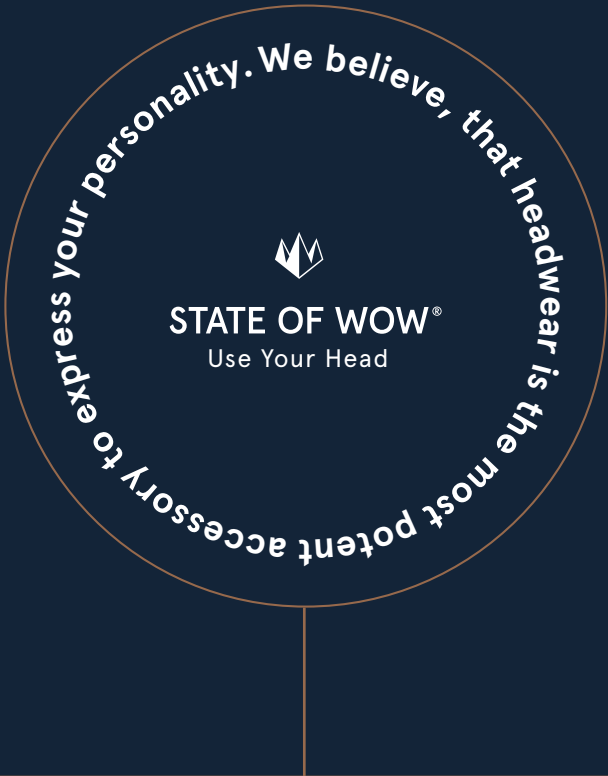 We believe, that headwear is the most potent accessory to express your personality.
STATE OF WOW®
Use Your Head